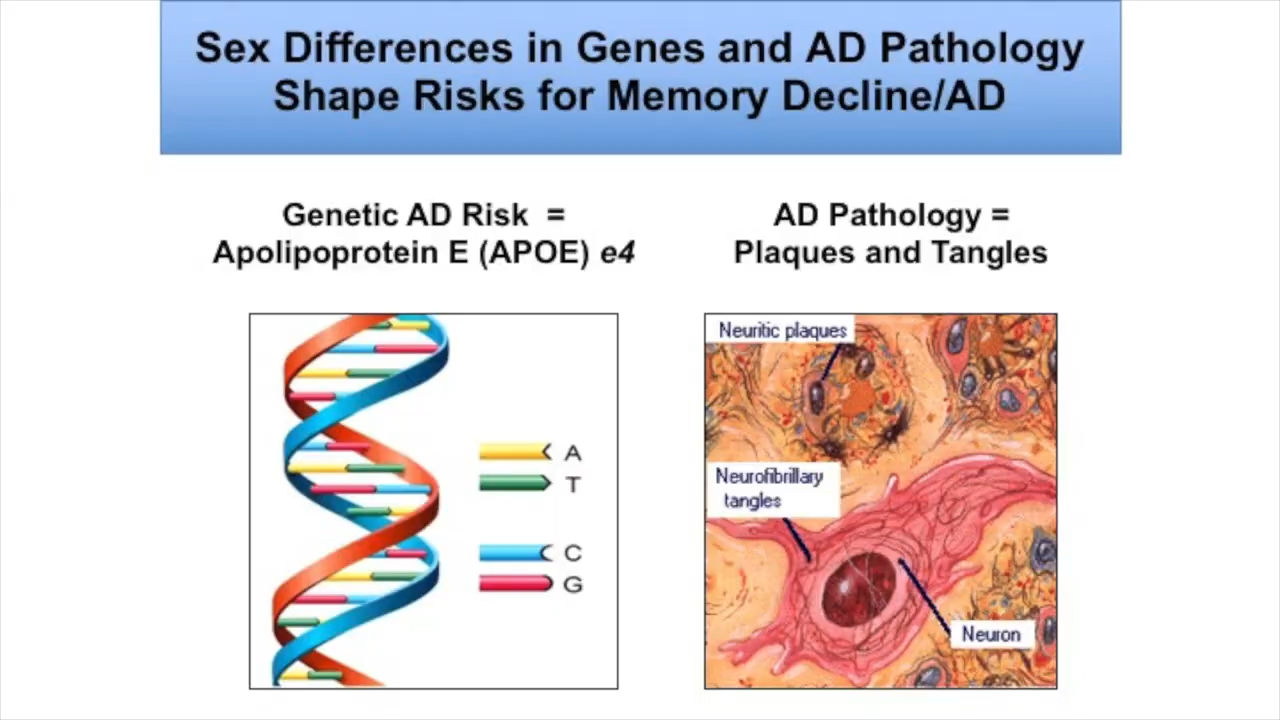 Sex Differences in Genes and AD Pathology
Shape Risks for Memory Decline/AD
Genetic AD Risk =
Apolipoprotein E (APOE) e4
A
T
C
G
AD Pathology =
Plaques and Tangles
Neuritic plaques
Neurofibrillary
tangles
Neuron